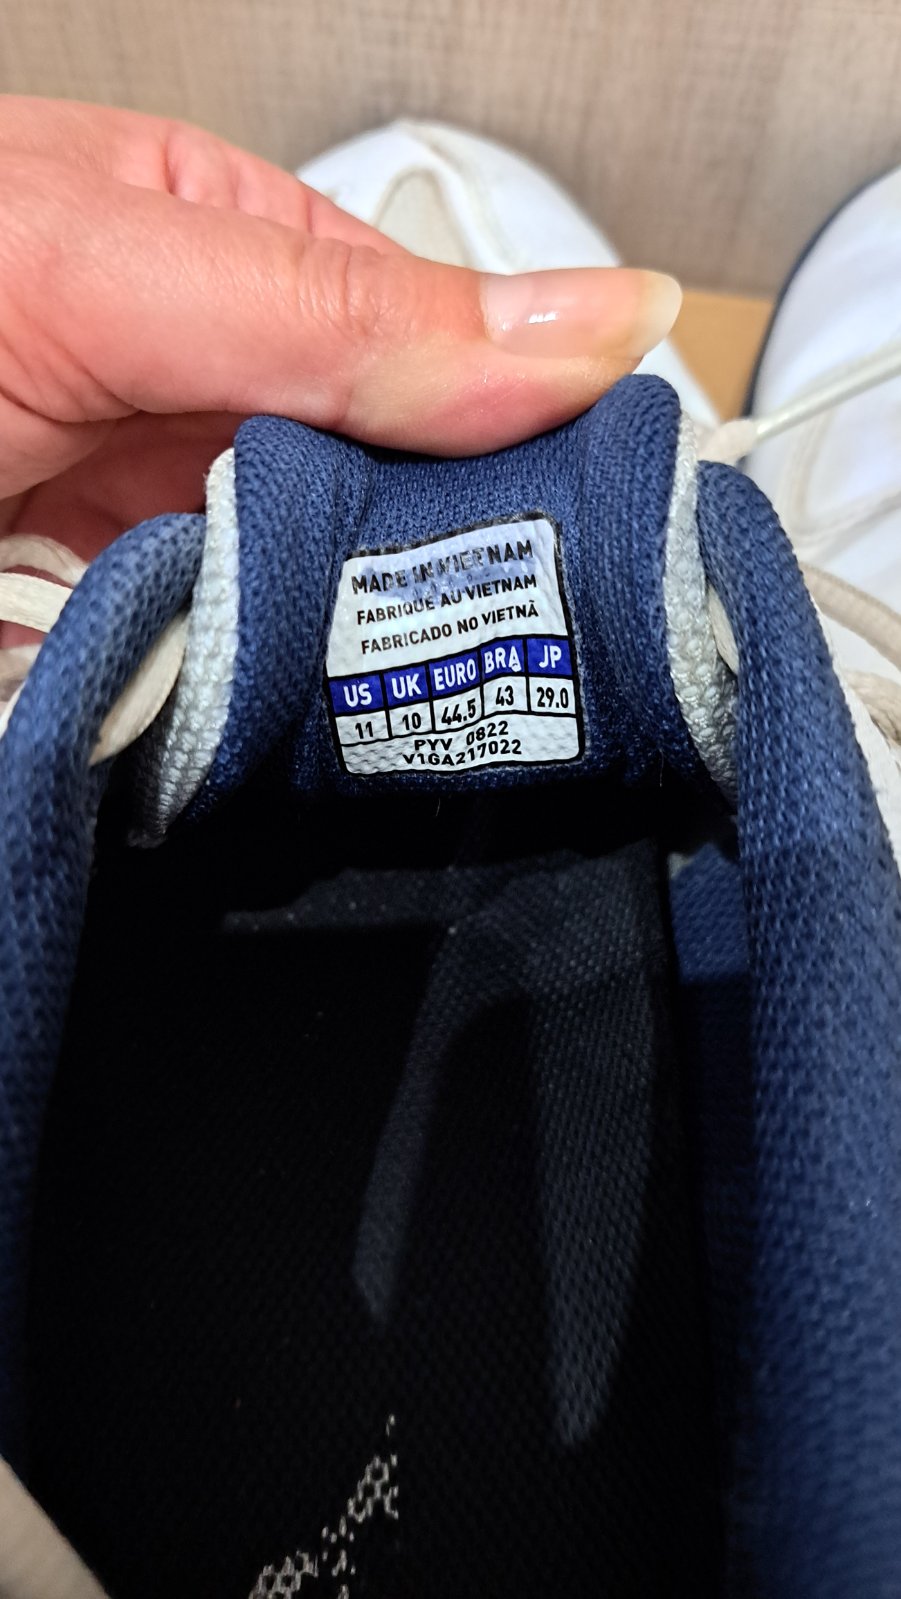 MADE IN VIETNAM
FABRIQUÉ AU VIETNAM
FABRICADO NO VIETNÃ
US UK EURO BRA JP
11 10 44.5 43 29.0
PYV 0822
V1GA217022